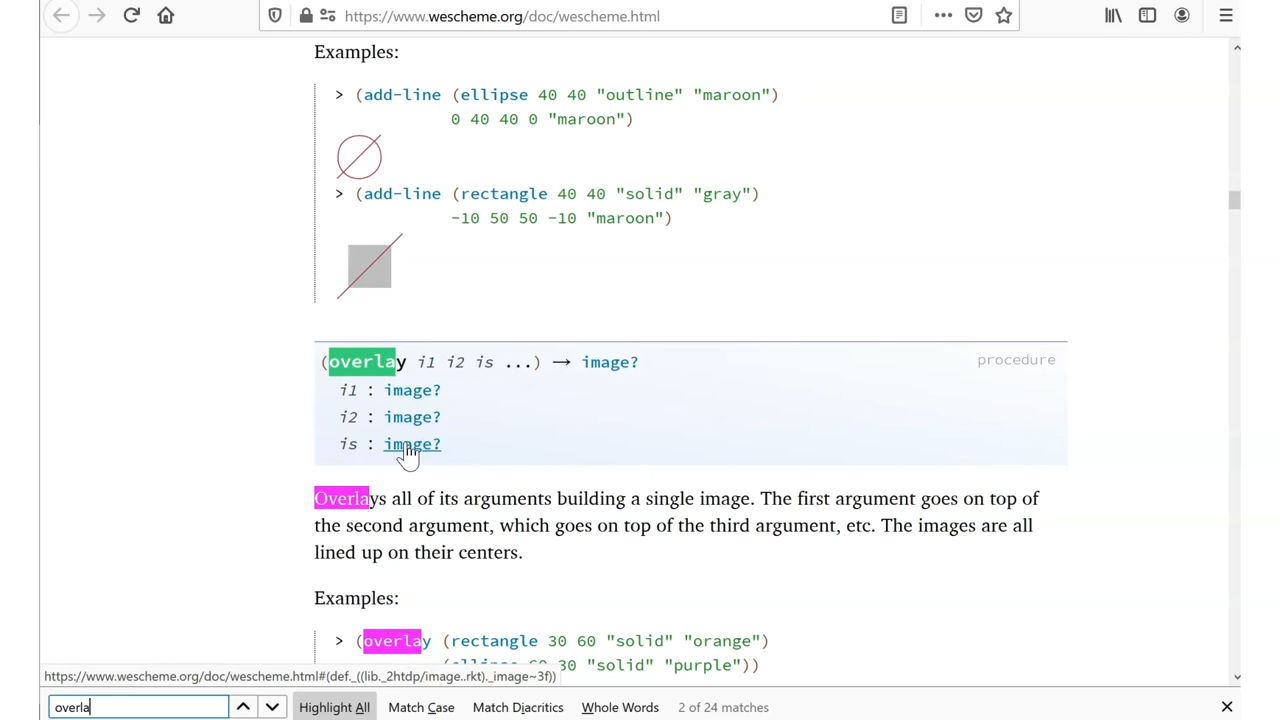 https://www.wescheme.org/doc/wescheme.html
Examples:
> (add-line (ellipse 40 40 "outline" "maroon")
0 40 40 0 "maroon")
> (add-line (rectangle 40 40 "solid" "gray")
-10 50 50 -10 "maroon")
(overlay i1 i2 is ...) → image? procedure
i1 : image?
i2 : image?
is : image?
Overlays all of its arguments building a single image. The first argument goes on top of
the second argument, which goes on top of the third argument, etc. The images are all
lined up on their centers.
Examples:
> (overlay (rectangle 30 60 "solid" "orange")
(ellipse 60 30 "solid" "purple"))
https://www.wescheme.org/doc/wescheme.html#(def._((lib._2htdp/image..rkt)._image~3f))
overla Highlight All Match Case Match Diacritics Whole Words 2 of 24 matches